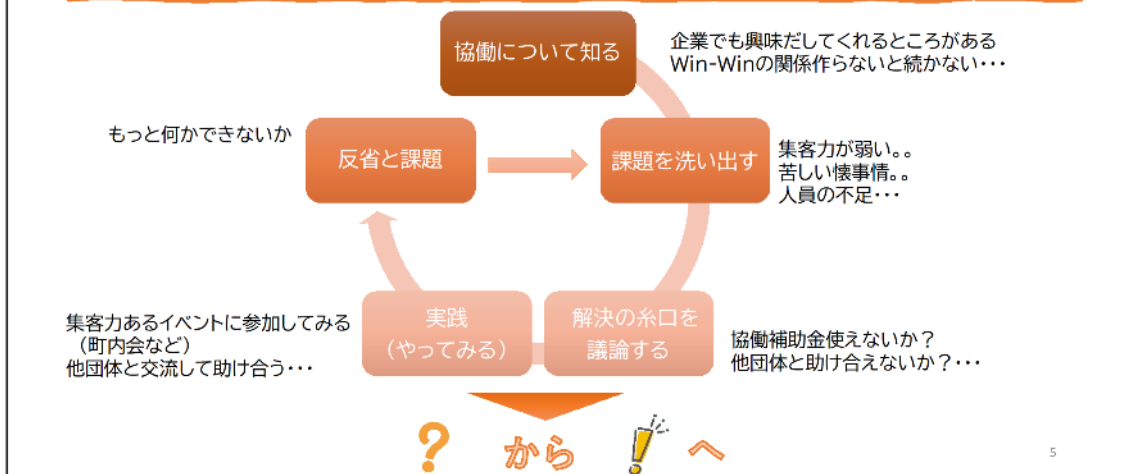 協働について知る
企業でも興味だしてくれるところがある
Win-Winの関係作らないと続かない・・・
もっと何かできないか
反省と課題
課題を洗い出す
集客力が弱い。。
苦しい懐事情。。
人員の不足・・・
集客力あるイベントに参加してみる
（町内会など）
他団体と交流して助け合う・・・
実践
（やってみる）
解決の糸口を
議論する
協働補助金使えないか？
他団体と助け合えないか？・・・
? から ! へ
5